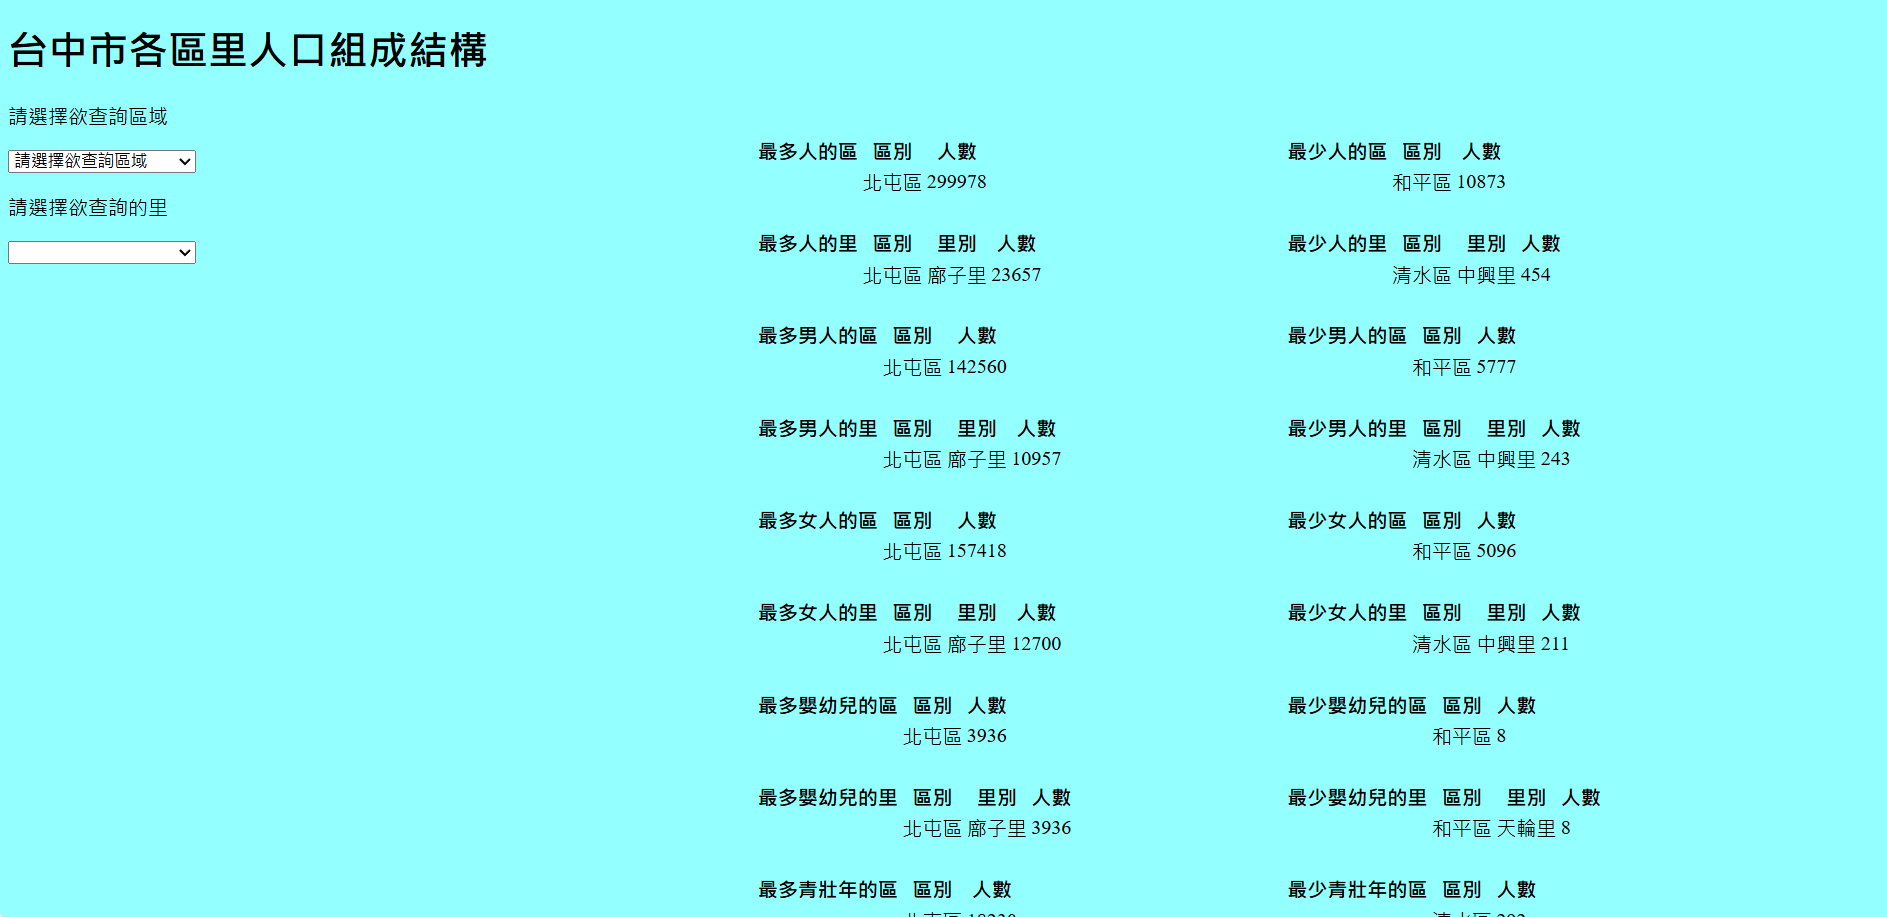 台中市各區里人口組成結構
請選擇欲查詢區域
請選擇欲查詢區域
請選擇欲查詢的里
最多人的區 區別 人數
北屯區 299978
最多人的里 區別 里別 人數
北屯區 廍子里 23657
最多男人的區 區別 人數
北屯區 142560
最多男人的里 區別 里別 人數
北屯區 廍子里 10957
最多女人的區 區別 人數
北屯區 157418
最多女人的里 區別 里別 人數
北屯區 廍子里 12700
最多嬰幼兒的區 區別 人數
北屯區 3936
最多嬰幼兒的里 區別 里別 人數
北屯區 廍子里 3936
最多青壯年的區 區別 人數
最少人的區 區別 人數
和平區 10873
最少人的里 區別 里別 人數
清水區 中興里 454
最少男人的區 區別 人數
和平區 5777
最少男人的里 區別 里別 人數
清水區 中興里 243
最少女人的區 區別 人數
和平區 5096
最少女人的里 區別 里別 人數
清水區 中興里 211
最少嬰幼兒的區 區別 人數
和平區 8
最少嬰幼兒的里 區別 里別 人數
和平區 天輪里 8
最少青壯年的區 區別 人數